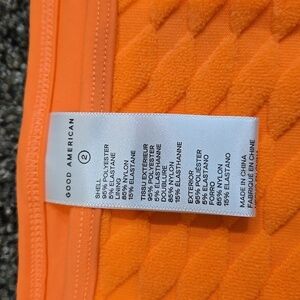 GOOD AMERICAN
2
SHELL
95% POLYESTER
5% ELASTANE
LINING
85% NYLON
15% ELASTANE
TISSU EXTÉRIEUR
95% POLYESTER
5% ÉLASTHANNE
DOUBLURE
85% NYLON
15% ÉLASTHANNE
EXTERIOR
95% POLYESTER
5% ELASTANO
FORRO
85% NYLON
15% ELASTANO
MADE IN CHINA
FABRIQUÉ EN CHINE